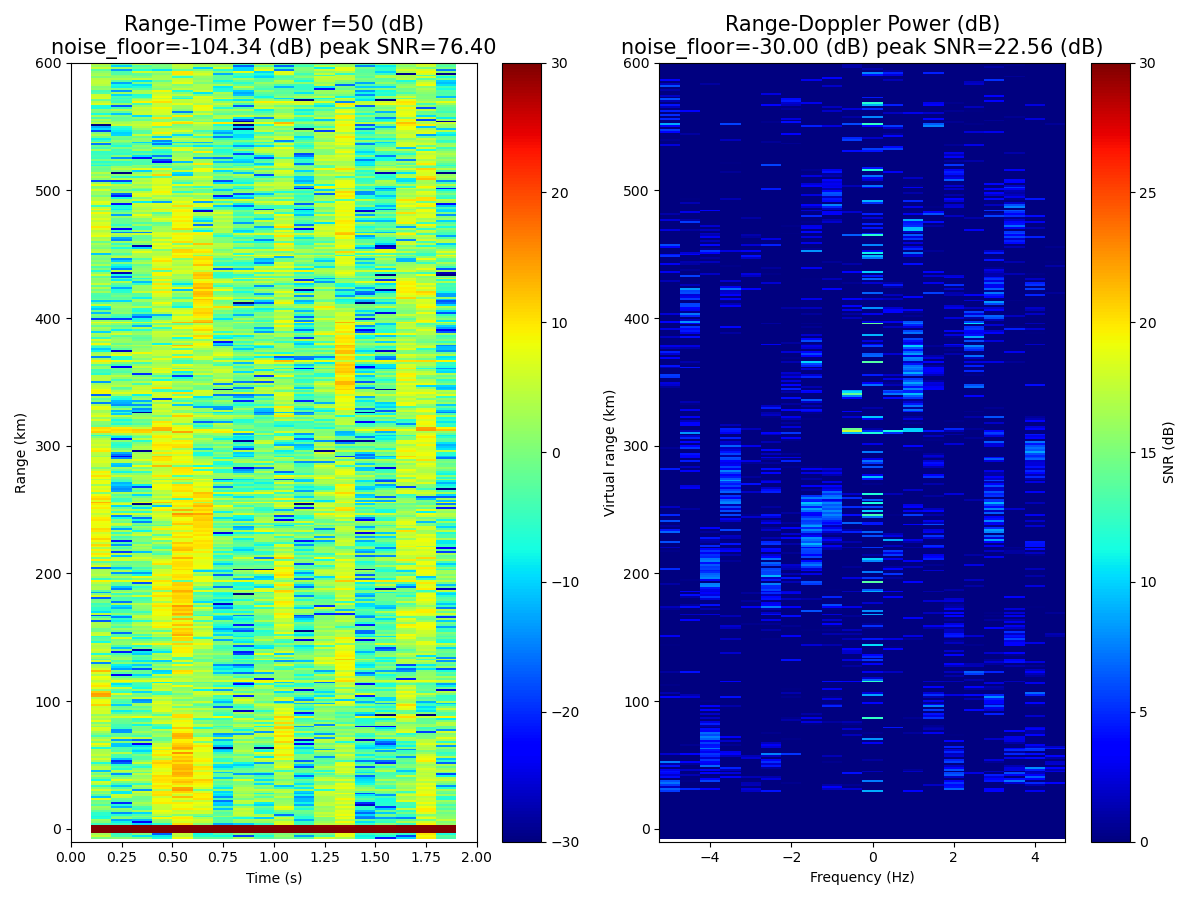 Range-Time Power f=50 (dB)
noise_floor=-104.34 (dB) peak SNR=76.40
Range (km)
600
500
400
300
200
100
0
0.00 0.25 0.50 0.75 1.00 1.25 1.50 1.75 2.00
Time (s)
30
20
10
0
−10
−20
−30
Range-Doppler Power (dB)
noise_floor=-30.00 (dB) peak SNR=22.56 (dB)
Virtual range (km)
600
500
400
300
200
100
0
−4 −2 0 2 4
Frequency (Hz)
30
25
20
15
10
5
0
SNR (dB)